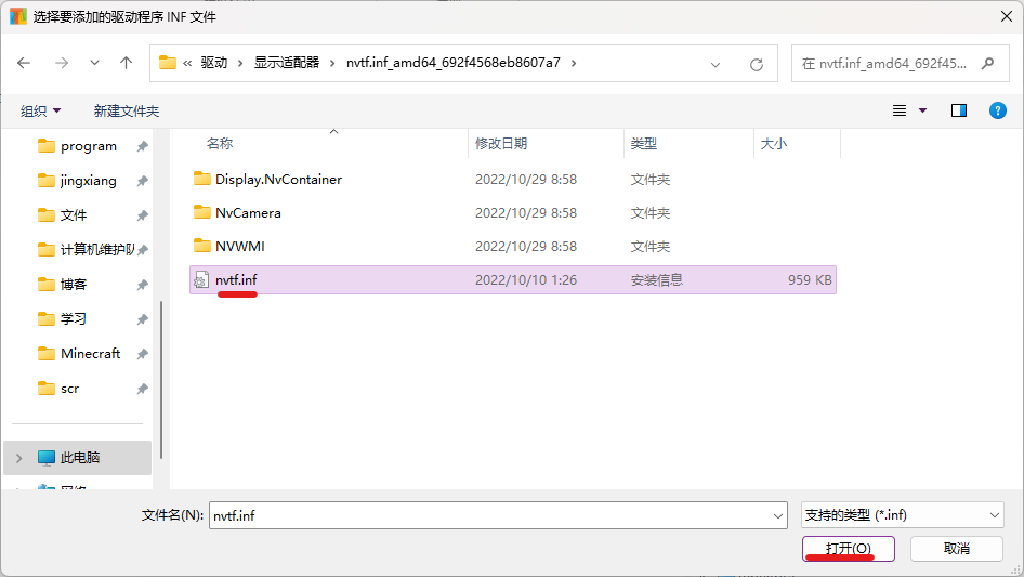 选择要添加的驱动程序 INF 文件
« 驱动 › 显示适配器 › nvtf.inf_amd64_692f4568eb8607a7 ›
在 nvtf.inf_amd64_692f45...
组织 新建文件夹
名称 修改日期 类型 大小
program
jingxiang
文件
计算机维护队
博客
学习
Minecraft
scr
此电脑
网络
Display.NvContainer 2022/10/29 8:58 文件夹
NvCamera 2022/10/29 8:58 文件夹
NVWMI 2022/10/29 8:58 文件夹
nvtf.inf 2022/10/10 1:26 安装信息 959 KB
文件名(N): nvtf.inf 支持的类型 (*.inf)
打开(O) 取消